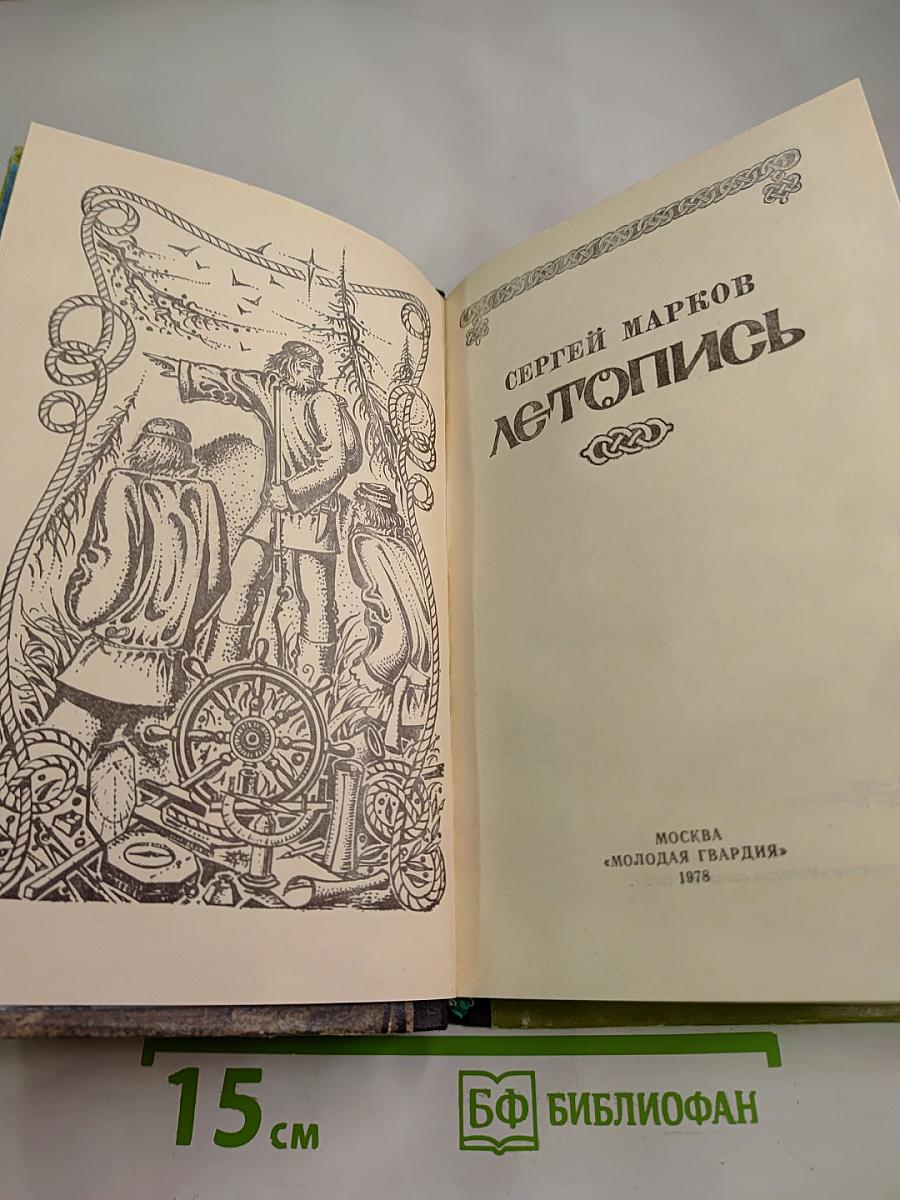 СЕРГЕЙ МАРКОВ
ЛЕТОПИСЬ
МОСКВА
«МОЛОДАЯ ГВАРДИЯ»
1978
15 см
БФ БИБЛИОФАН